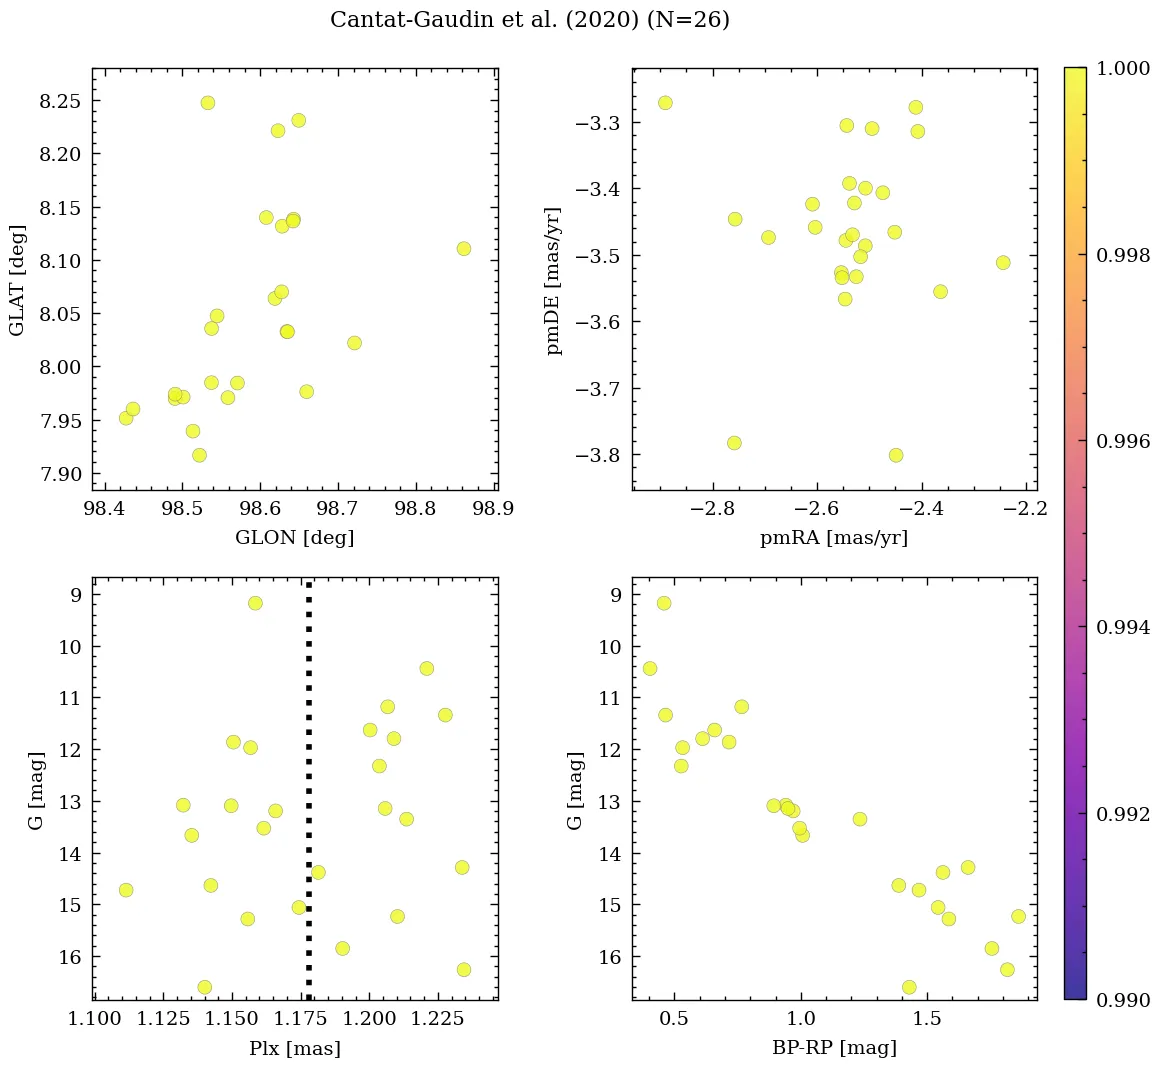 Cantat-Gaudin et al. (2020) (N=26)
8.25
8.20
8.15
8.10
8.05
8.00
7.95
7.90
GLAT [deg]
98.4 98.5 98.6 98.7 98.8 98.9
GLON [deg]
−3.3
−3.4
−3.5
−3.6
−3.7
−3.8
pmDE [mas/yr]
−2.8 −2.6 −2.4 −2.2
pmRA [mas/yr]
9
10
11
12
13
14
15
16
G [mag]
1.100 1.125 1.150 1.175 1.200 1.225
Plx [mas]
9
10
11
12
13
14
15
16
G [mag]
0.5 1.0 1.5
BP-RP [mag]
1.000
0.998
0.996
0.994
0.992
0.990